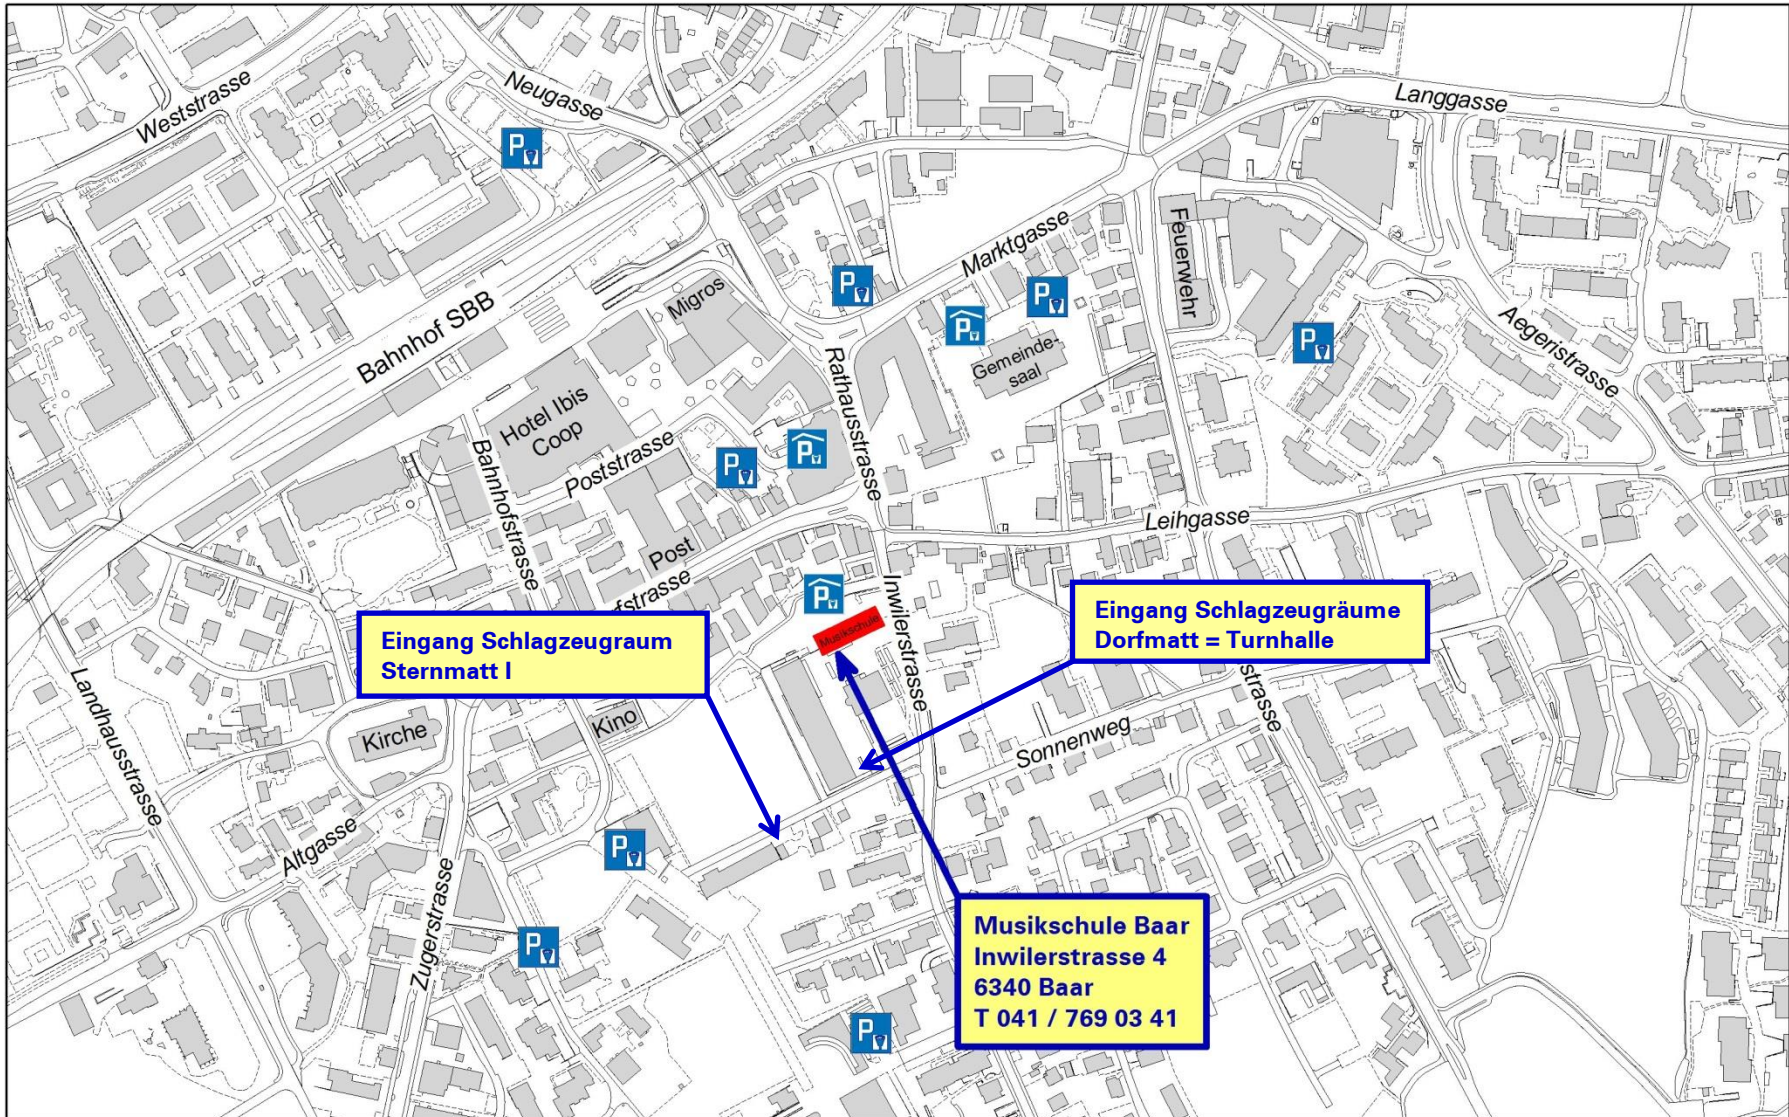 Weststrasse
Neugasse
Langgasse
P
Marktgasse
Feuerwehr
P
P
P
P
Migros
Bahnhof SBB
Aegeristrasse
Gemeinde-
saal
Rathausstrasse
Hotel Ibis
Coop
Poststrasse
P
P
Bahnhofstrasse
Leihgasse
Post
rfstrasse
P
Inwilerstrasse
Musikschule
Eingang Schlagzeugräume
Dorfmatt = Turnhalle
Eingang Schlagzeugraum
Sternmatt I
Landhausstrasse
Kirche
Kino
Sonnenweg
strasse
Altgasse
P
Zugerstrasse
P
Musikschule Baar
Inwilerstrasse 4
6340 Baar
T 041 / 769 03 41
P